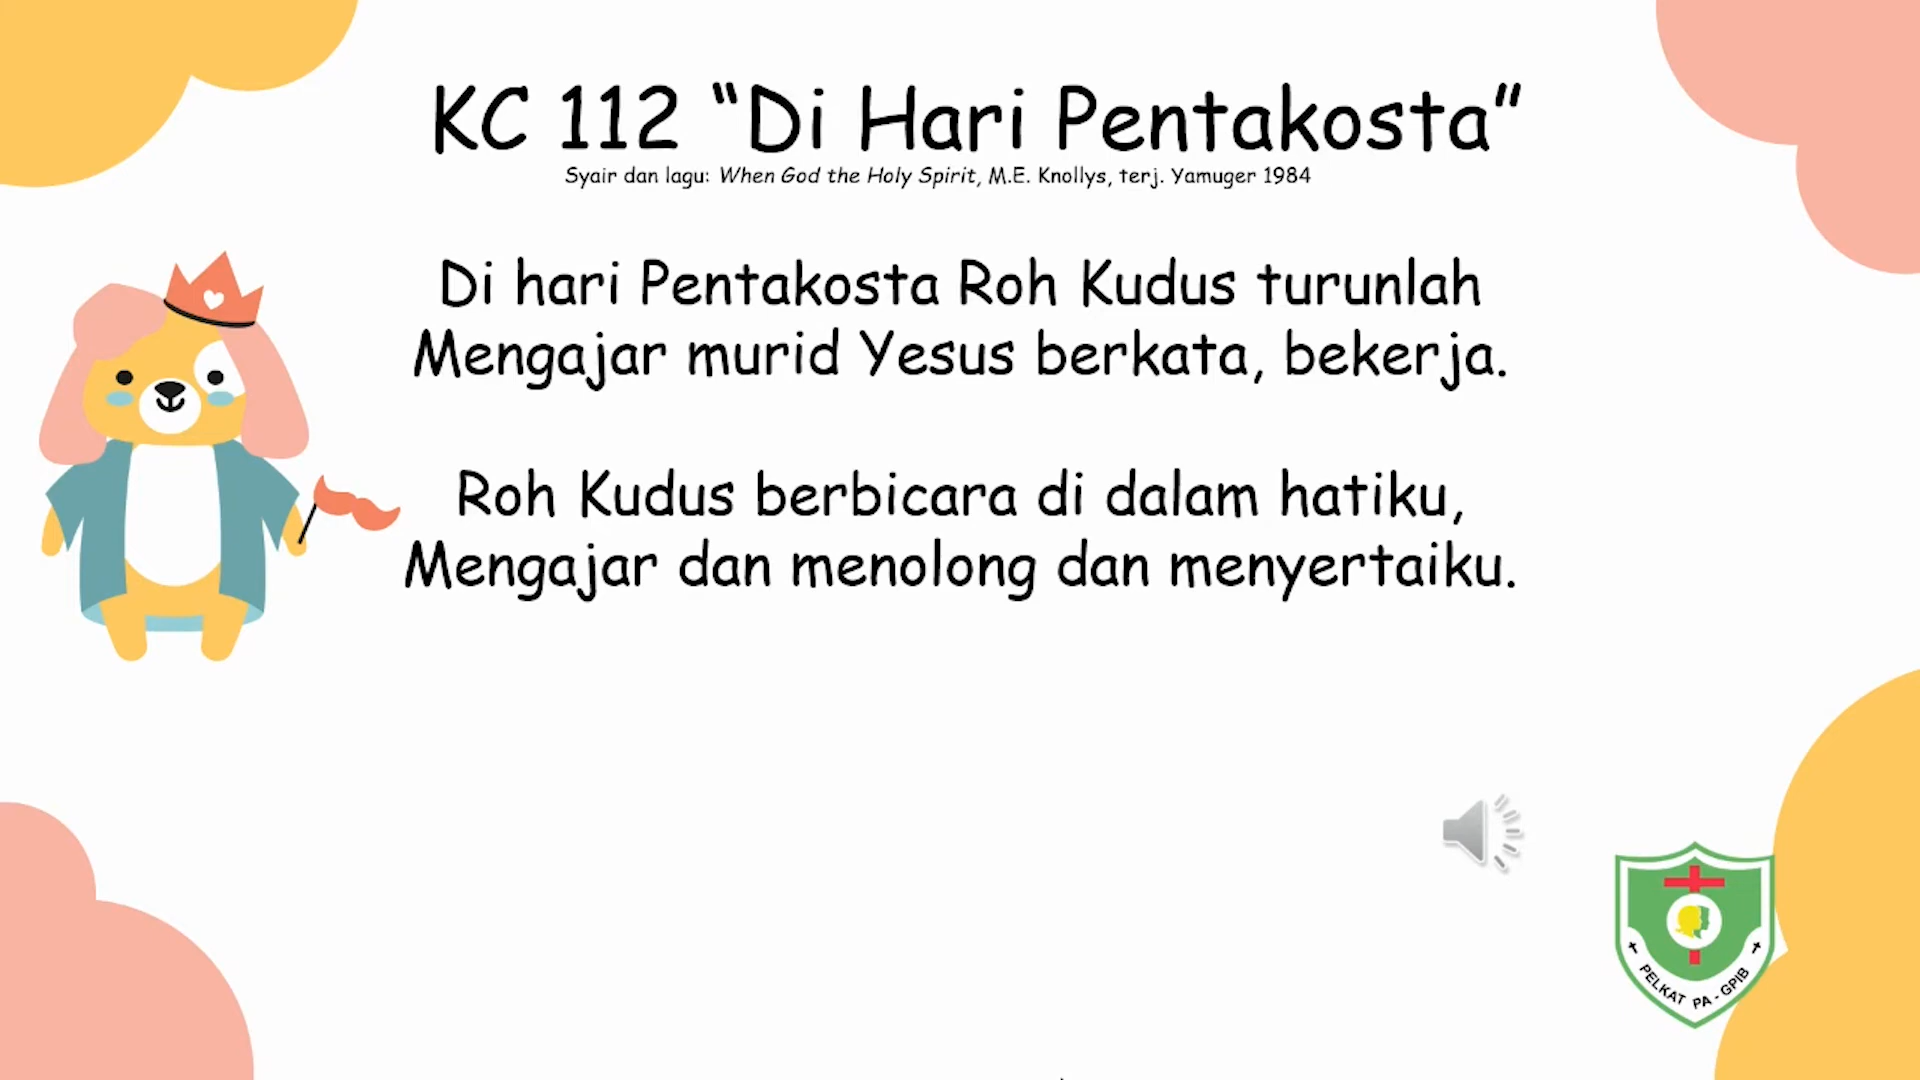 KC 112 “Di Hari Pentakosta”
Syair dan lagu: When God the Holy Spirit, M.E. Knollys, terj. Yamuger 1984
Di hari Pentakosta Roh Kudus turunlah
Mengajar murid Yesus berkata, bekerja.
Roh Kudus berbicara di dalam hatiku,
Mengajar dan menolong dan menyertaiku.
PELKAT PA - GPIB